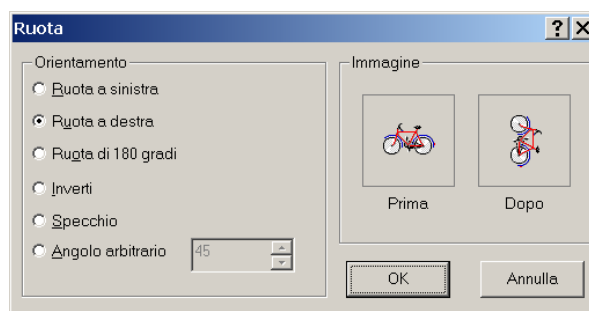 Ruota
Orientamento
Ruota a sinistra
Ruota a destra
Ruota di 180 gradi
Inverti
Specchio
Angolo arbitrario 45
Immagine
Prima Dopo
OK Annulla